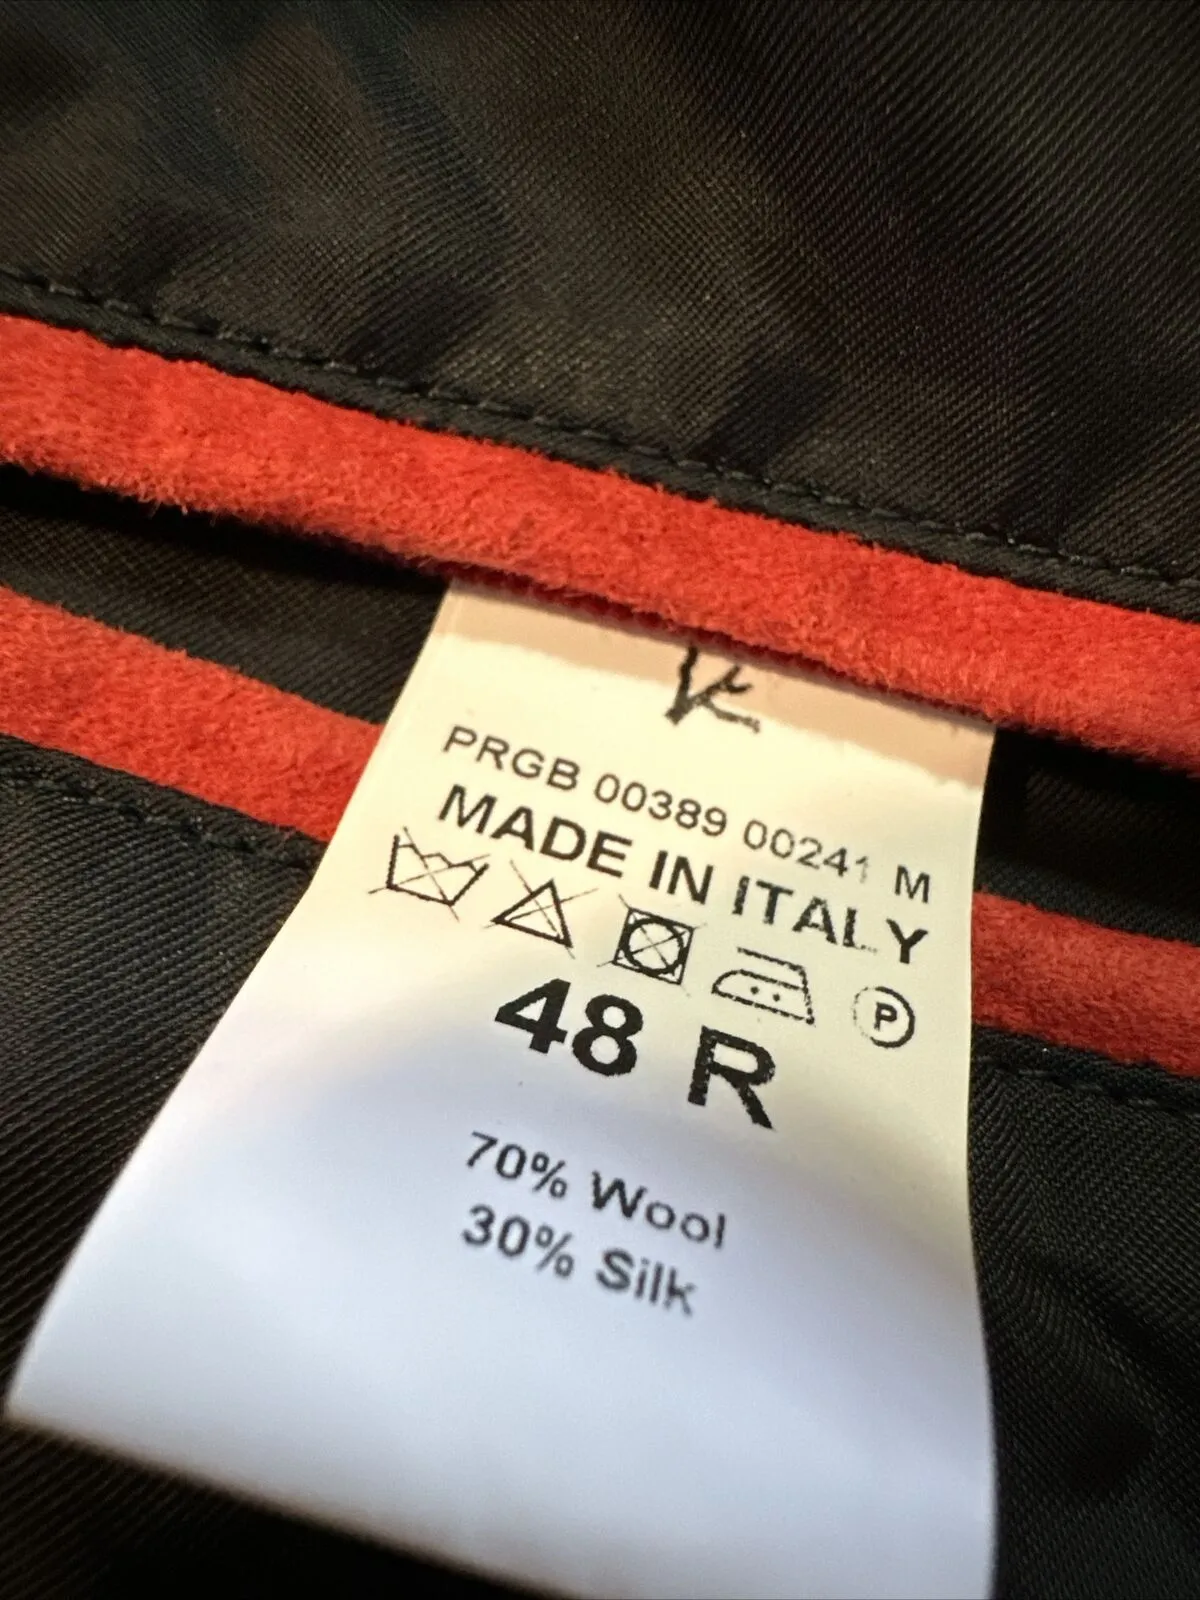 K
PRGB 00389 00241 M
MADE IN ITALY
P
48 R
70% Wool
30% Silk